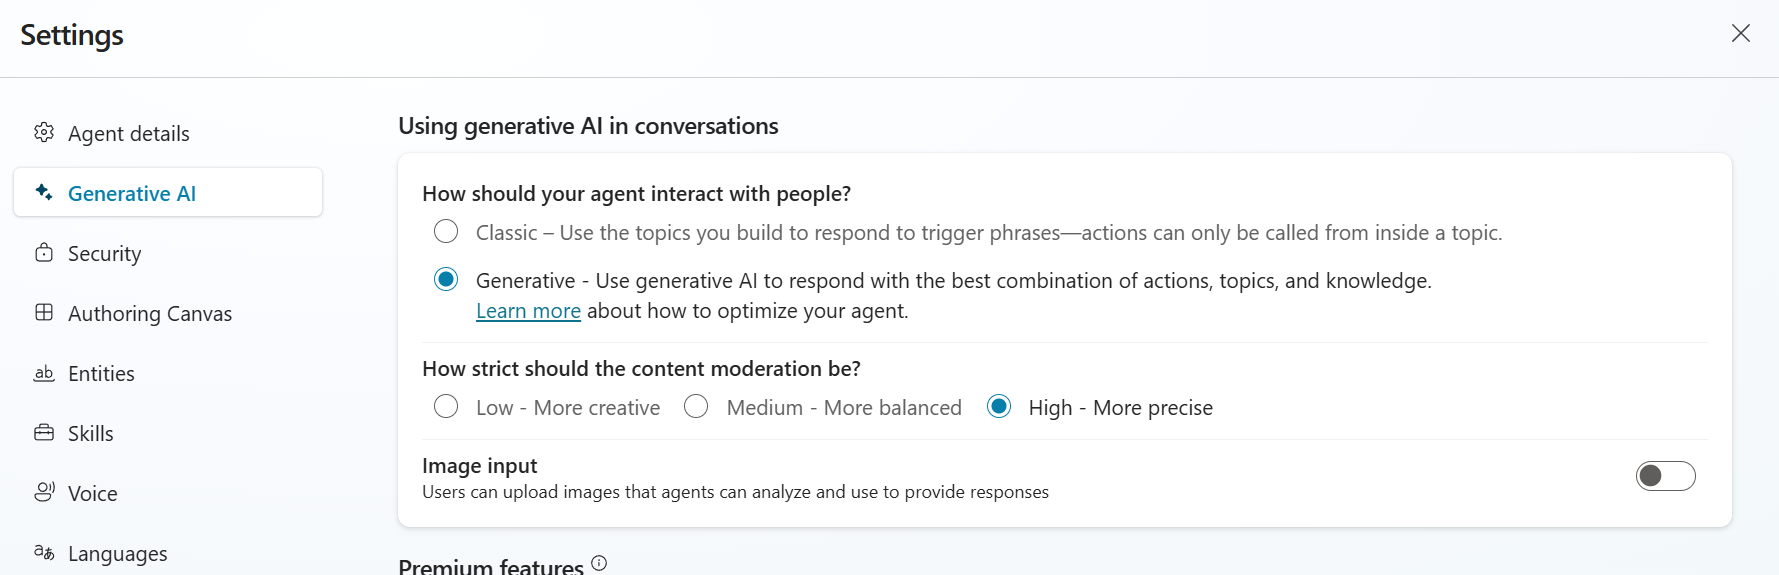 Settings
Agent details
Generative AI
Security
Authoring Canvas
Entities
Skills
Voice
Languages
Using generative AI in conversations
How should your agent interact with people?
Classic – Use the topics you build to respond to trigger phrases—actions can only be called from inside a topic.
Generative - Use generative AI to respond with the best combination of actions, topics, and knowledge.
Learn more about how to optimize your agent.
How strict should the content moderation be?
Low - More creative
Medium - More balanced
High - More precise
Image input
Users can upload images that agents can analyze and use to provide responses
Premium features